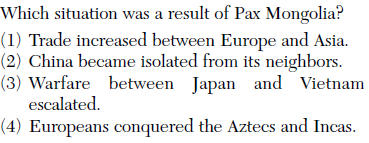 Which situation was a result of Pax Mongolia?
(1) Trade increased between Europe and Asia.
(2) China became isolated from its neighbors.
(3) Warfare between Japan and Vietnam
escalated.
(4) Europeans conquered the Aztecs and Incas.